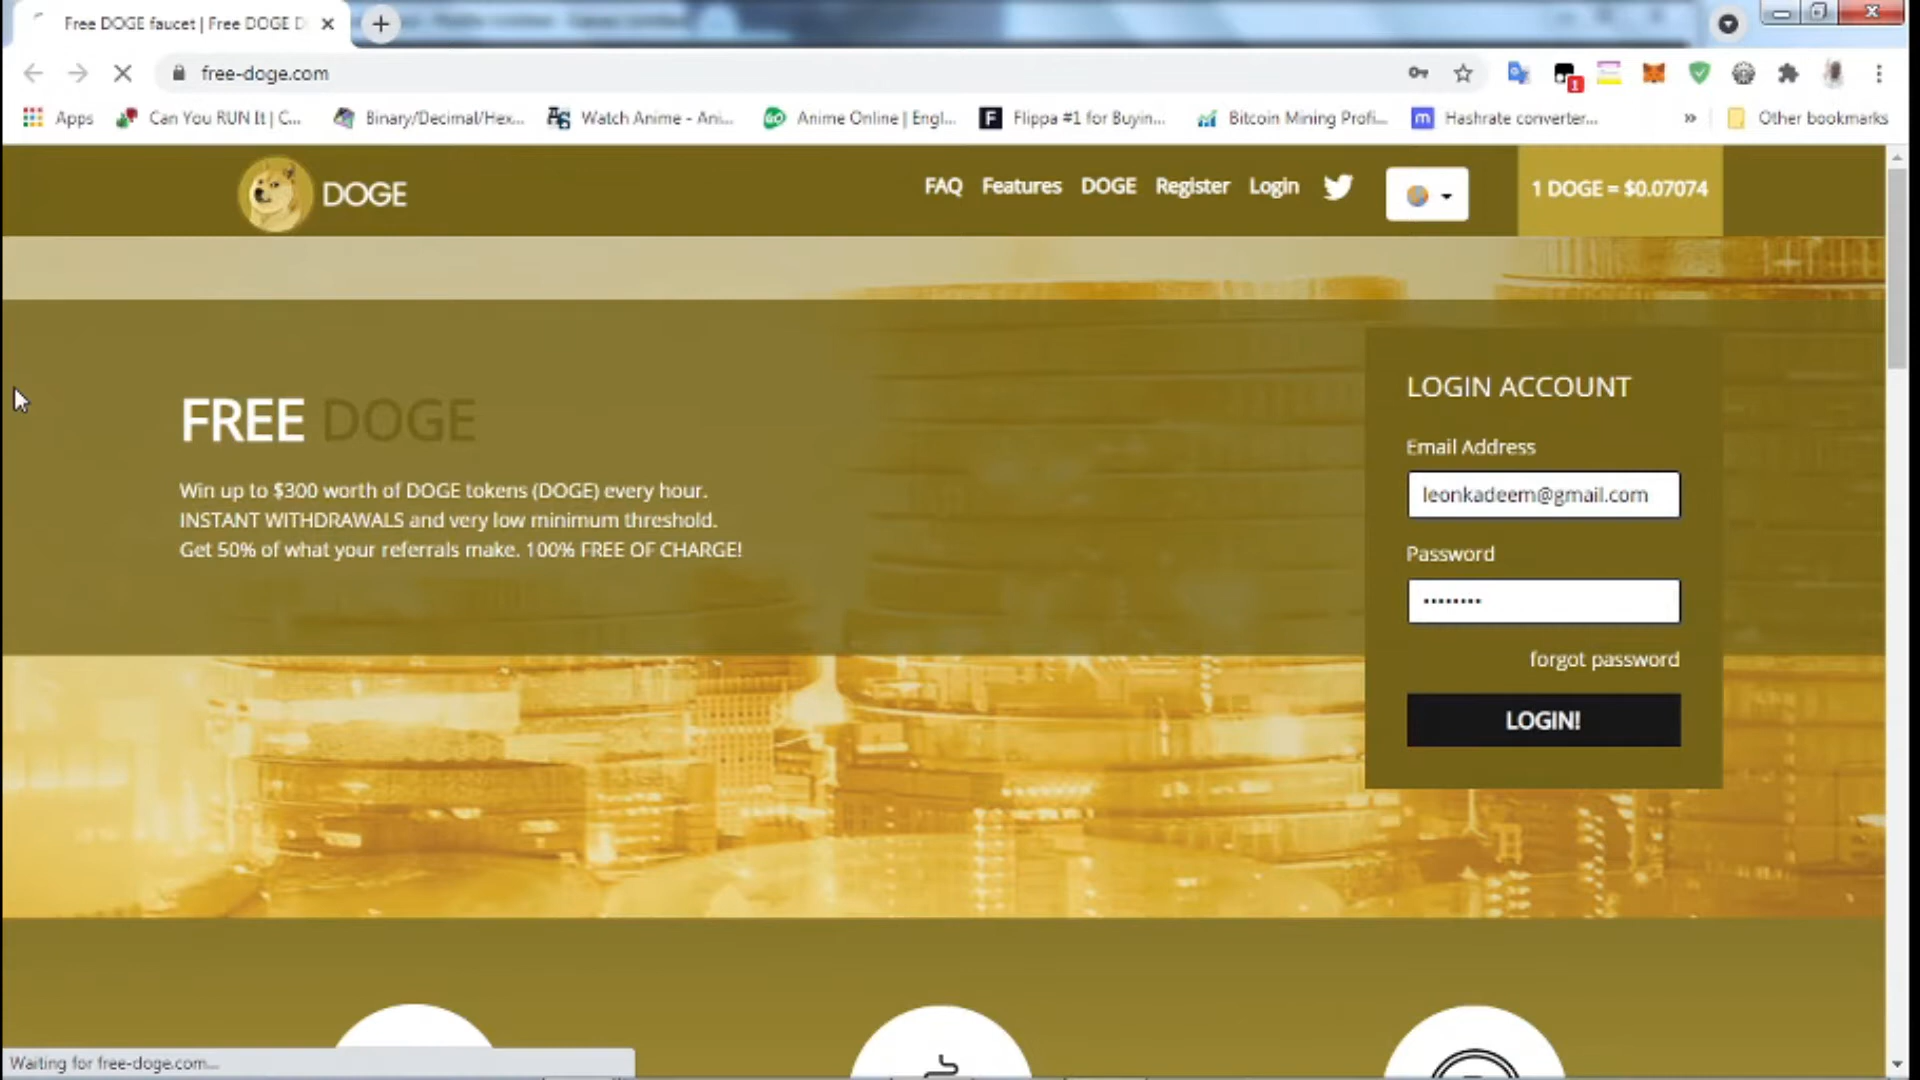 Free DOGE faucet | Free DOGE D
free-doge.com
1
Apps
Can You RUN It | C...
Binary/Decimal/Hex...
Watch Anime - Ani...
Anime Online | Engl...
Flippa #1 for Buyin...
Bitcoin Mining Profi...
Hashrate converter...
»
Other bookmarks
DOGE
FAQ
Features
DOGE
Register
Login
1 DOGE = $0.07074
FREE DOGE
Win up to $300 worth of DOGE tokens (DOGE) every hour.
INSTANT WITHDRAWALS and very low minimum threshold.
Get 50% of what your referrals make. 100% FREE OF CHARGE!
LOGIN ACCOUNT
Email Address
leonkadeem@gmail.com
Password
••••••••
forgot password
LOGIN!
Waiting for free-doge.com...